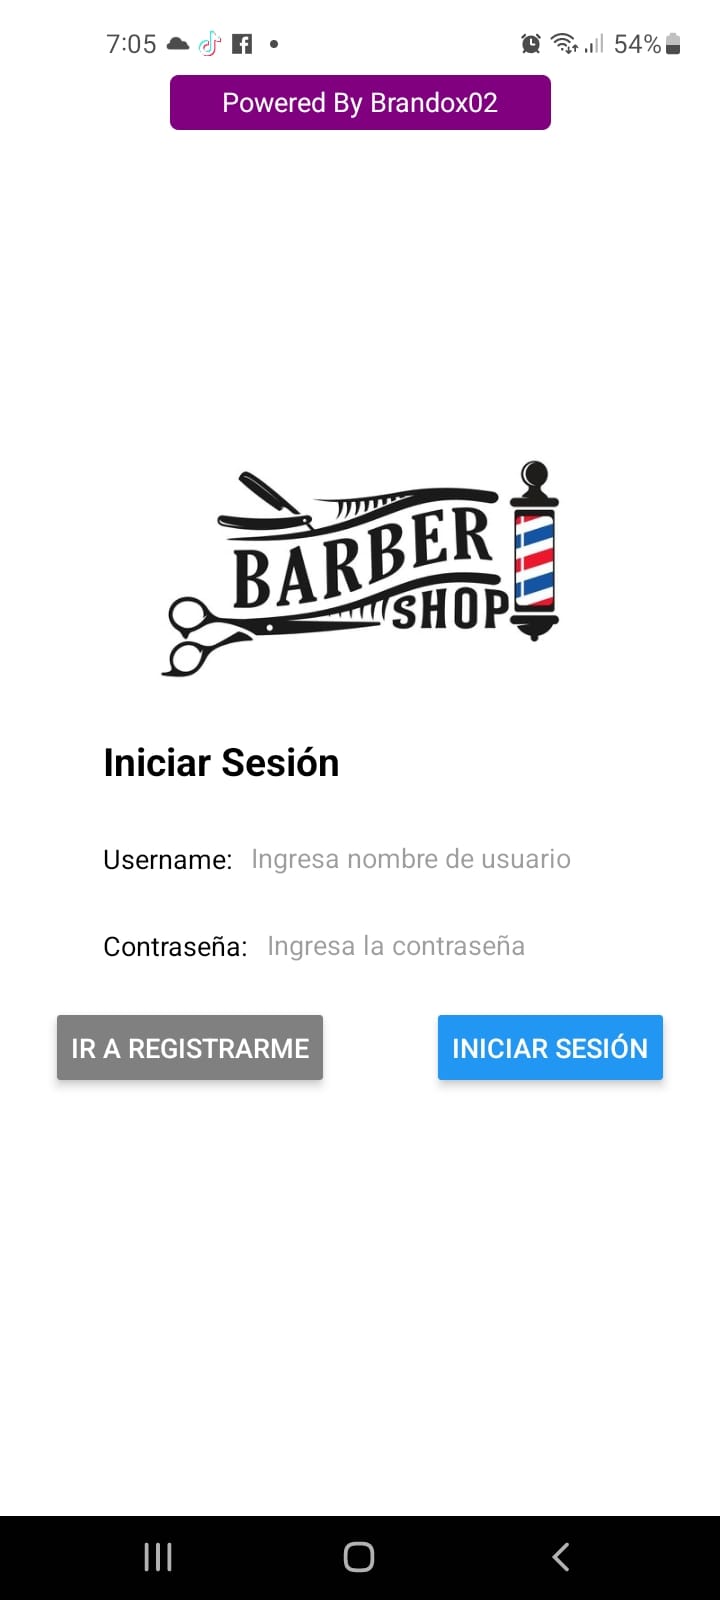 7:05 54%
Powered By Brandox02
BARBER
SHOP
Iniciar Sesión
Username: Ingresa nombre de usuario
Contraseña: Ingresa la contraseña
IR A REGISTRARME INICIAR SESIÓN